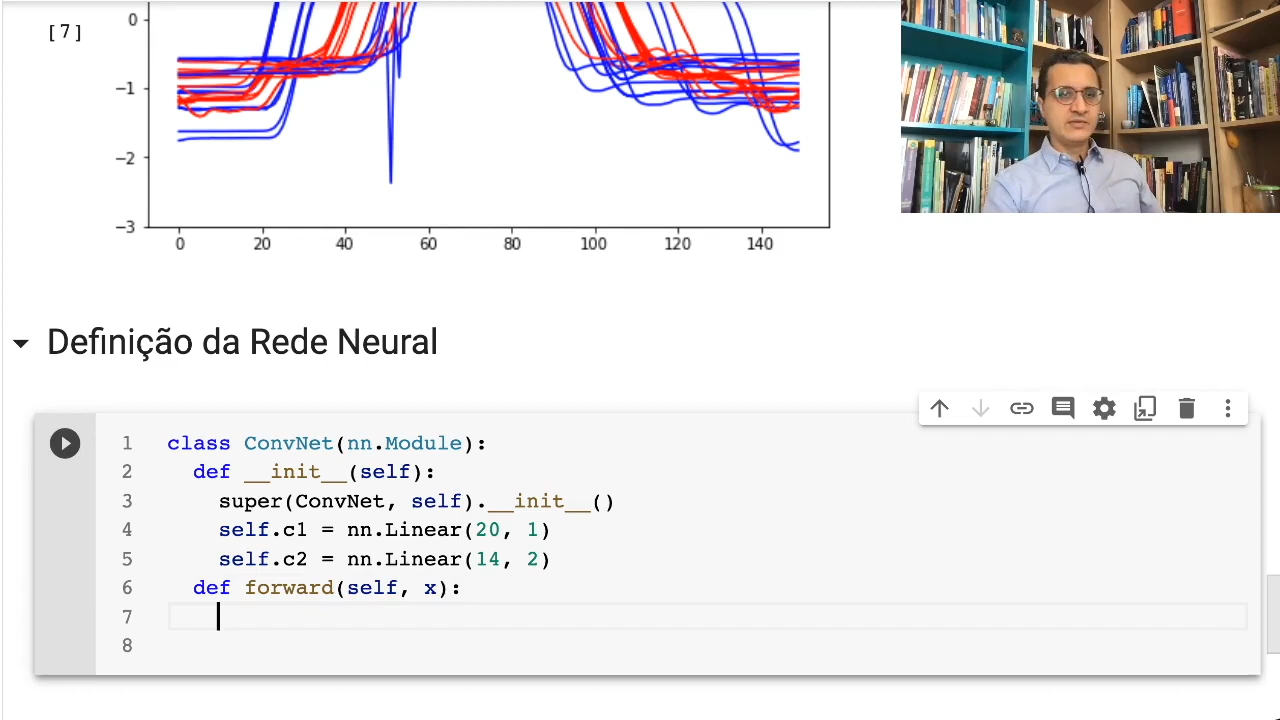 [7]
0
−1
−2
−3
0 20 40 60 80 100 120 140
Definição da Rede Neural
1 class ConvNet(nn.Module):
2 def __init__(self):
3 super(ConvNet, self).__init__()
4 self.c1 = nn.Linear(20, 1)
5 self.c2 = nn.Linear(14, 2)
6 def forward(self, x):
7
8